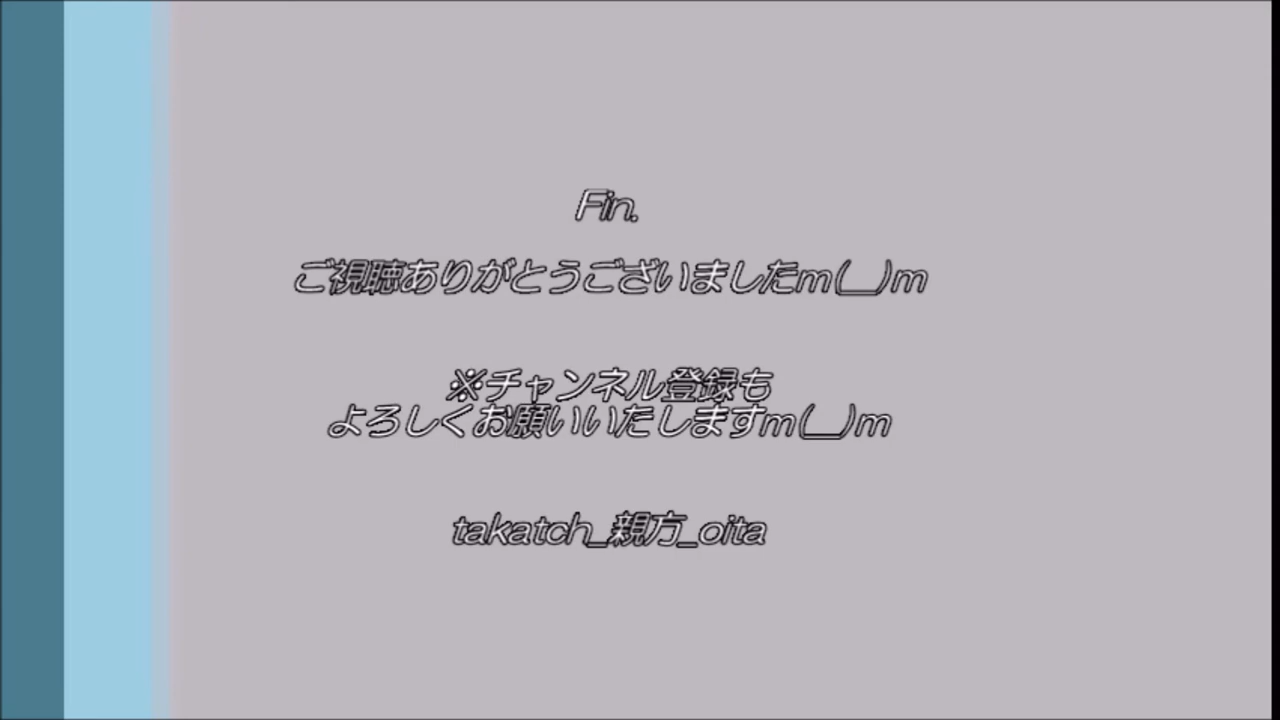 Fin.
ご視聴ありがとうございましたm(__)m
※チャンネル登録も
よろしくお願いいたしますm(__)m
takatch_親方_oita